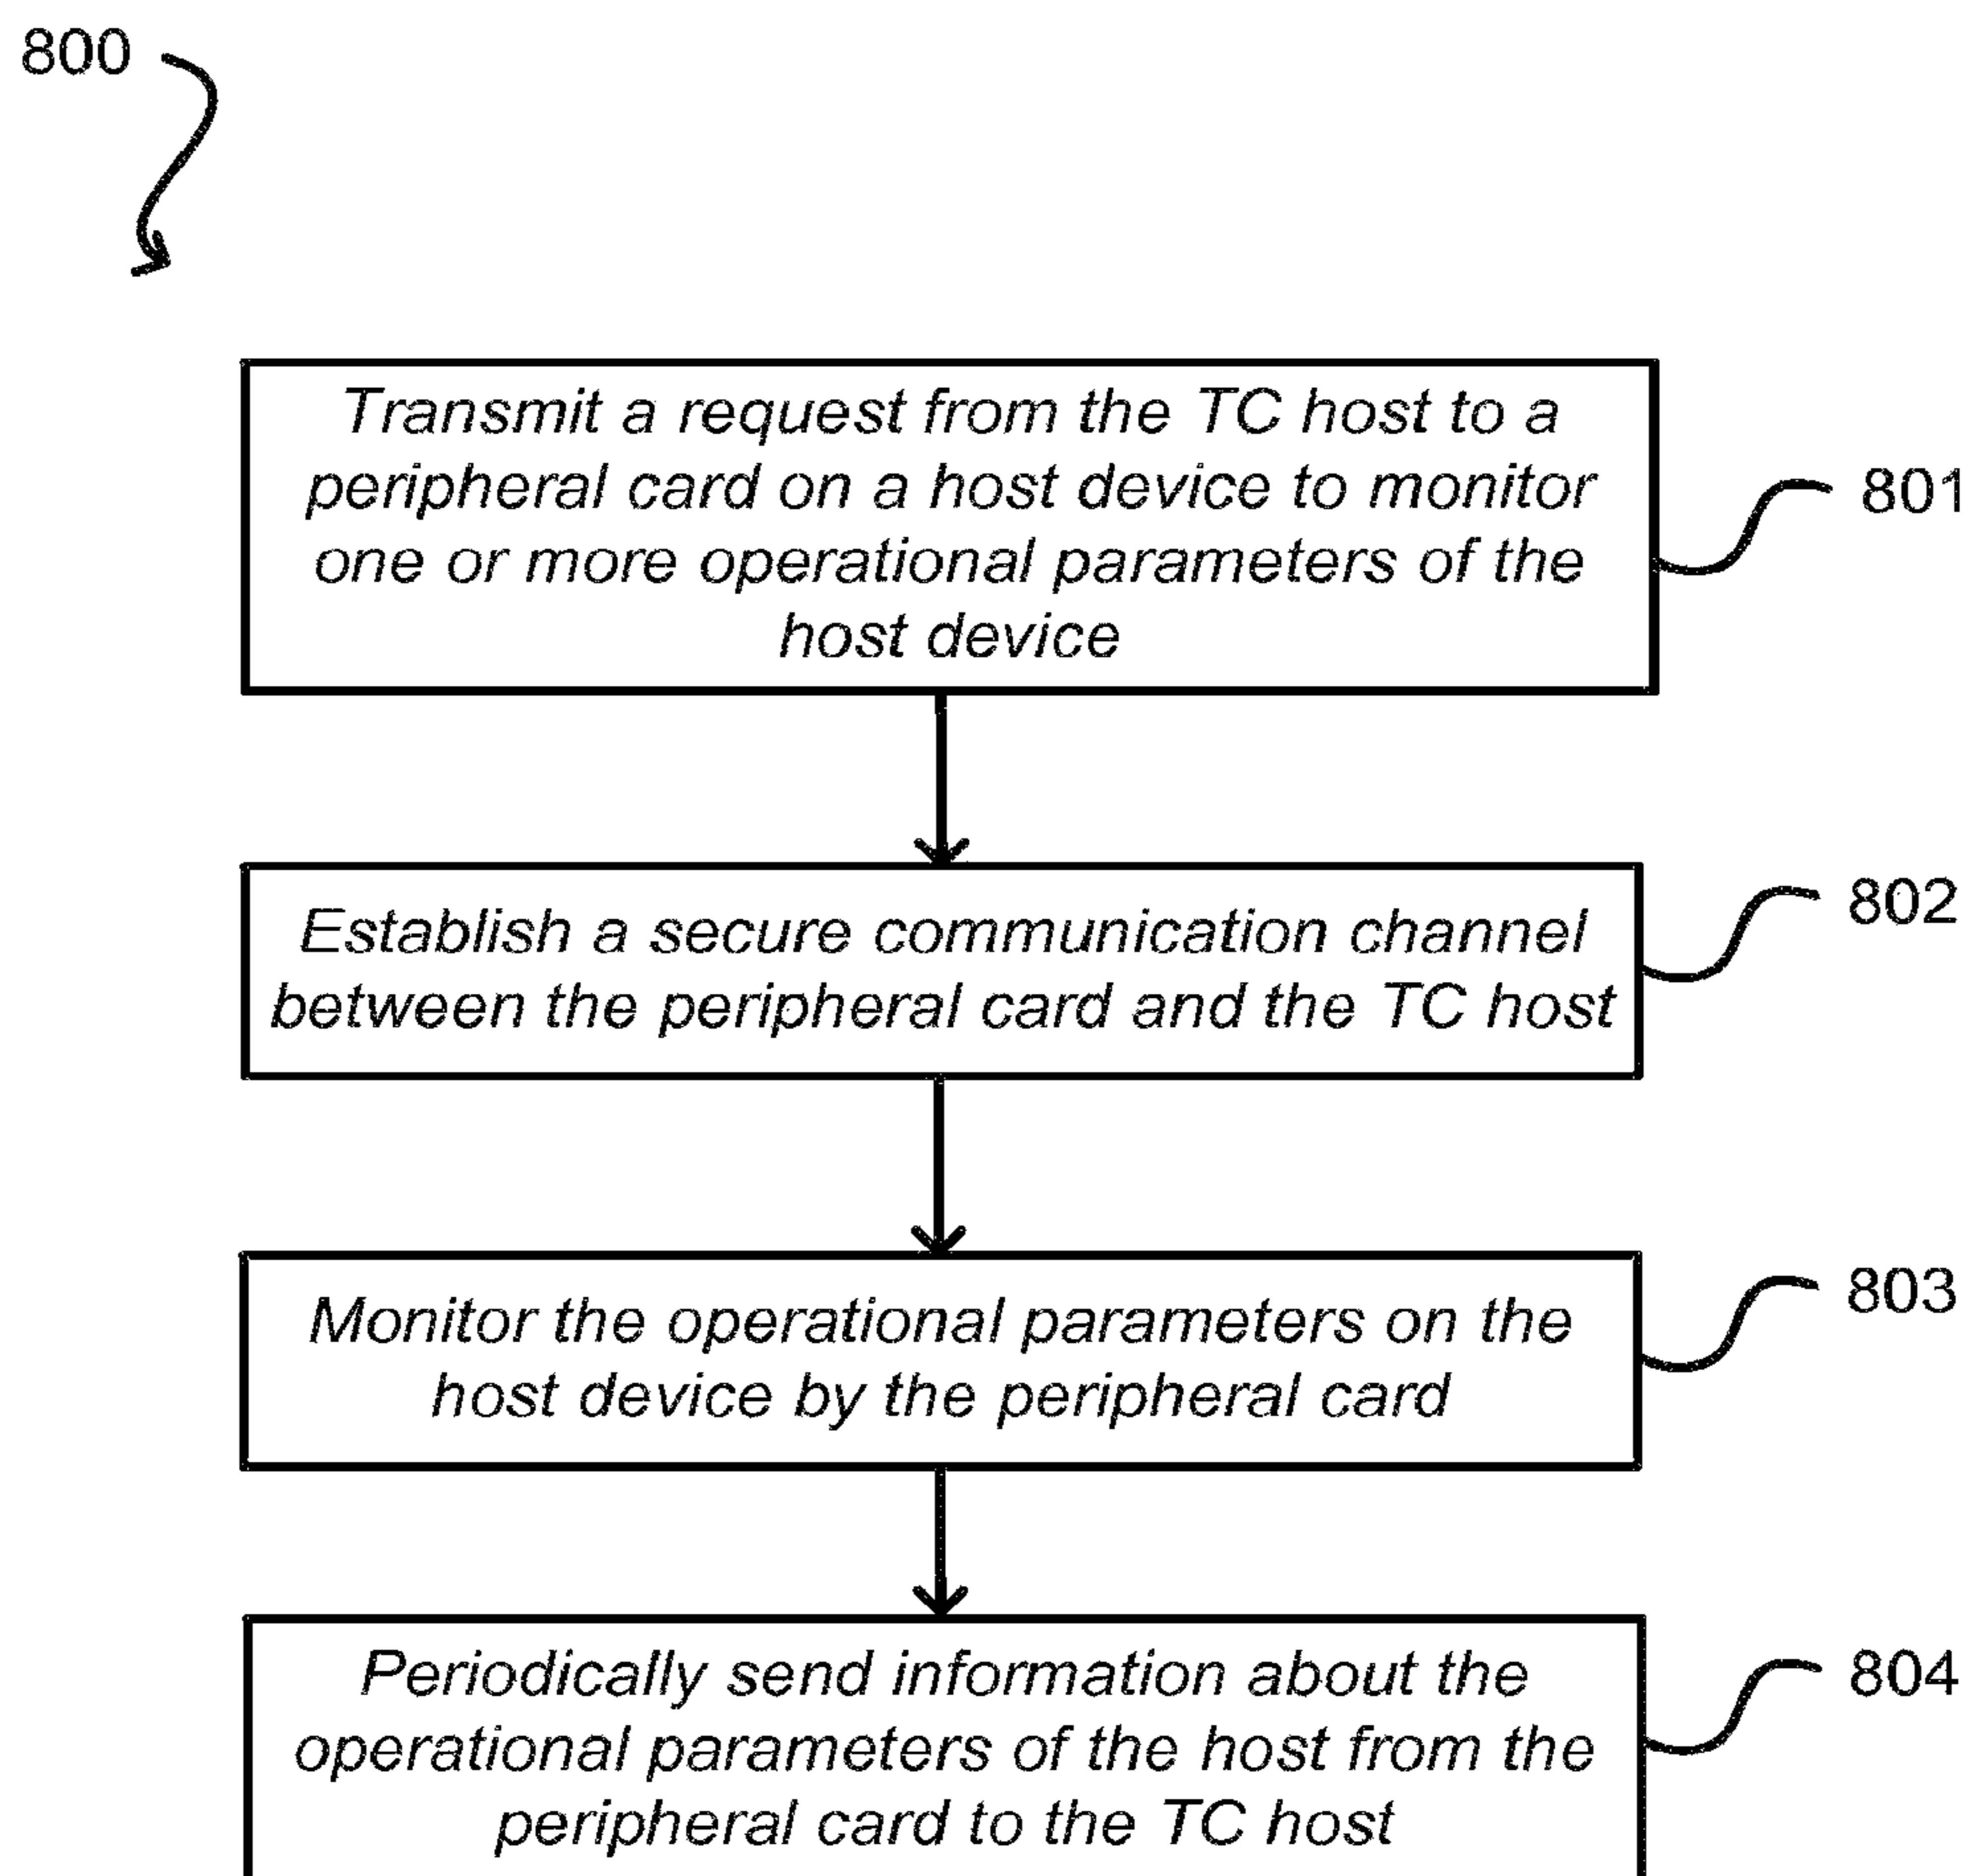 800
Transmit a request from the TC host to a
peripheral card on a host device to monitor
one or more operational parameters of the
host device
801
Establish a secure communication channel
between the peripheral card and the TC host
802
Monitor the operational parameters on the
host device by the peripheral card
803
Periodically send information about the
operational parameters of the host from the
peripheral card to the TC host
804